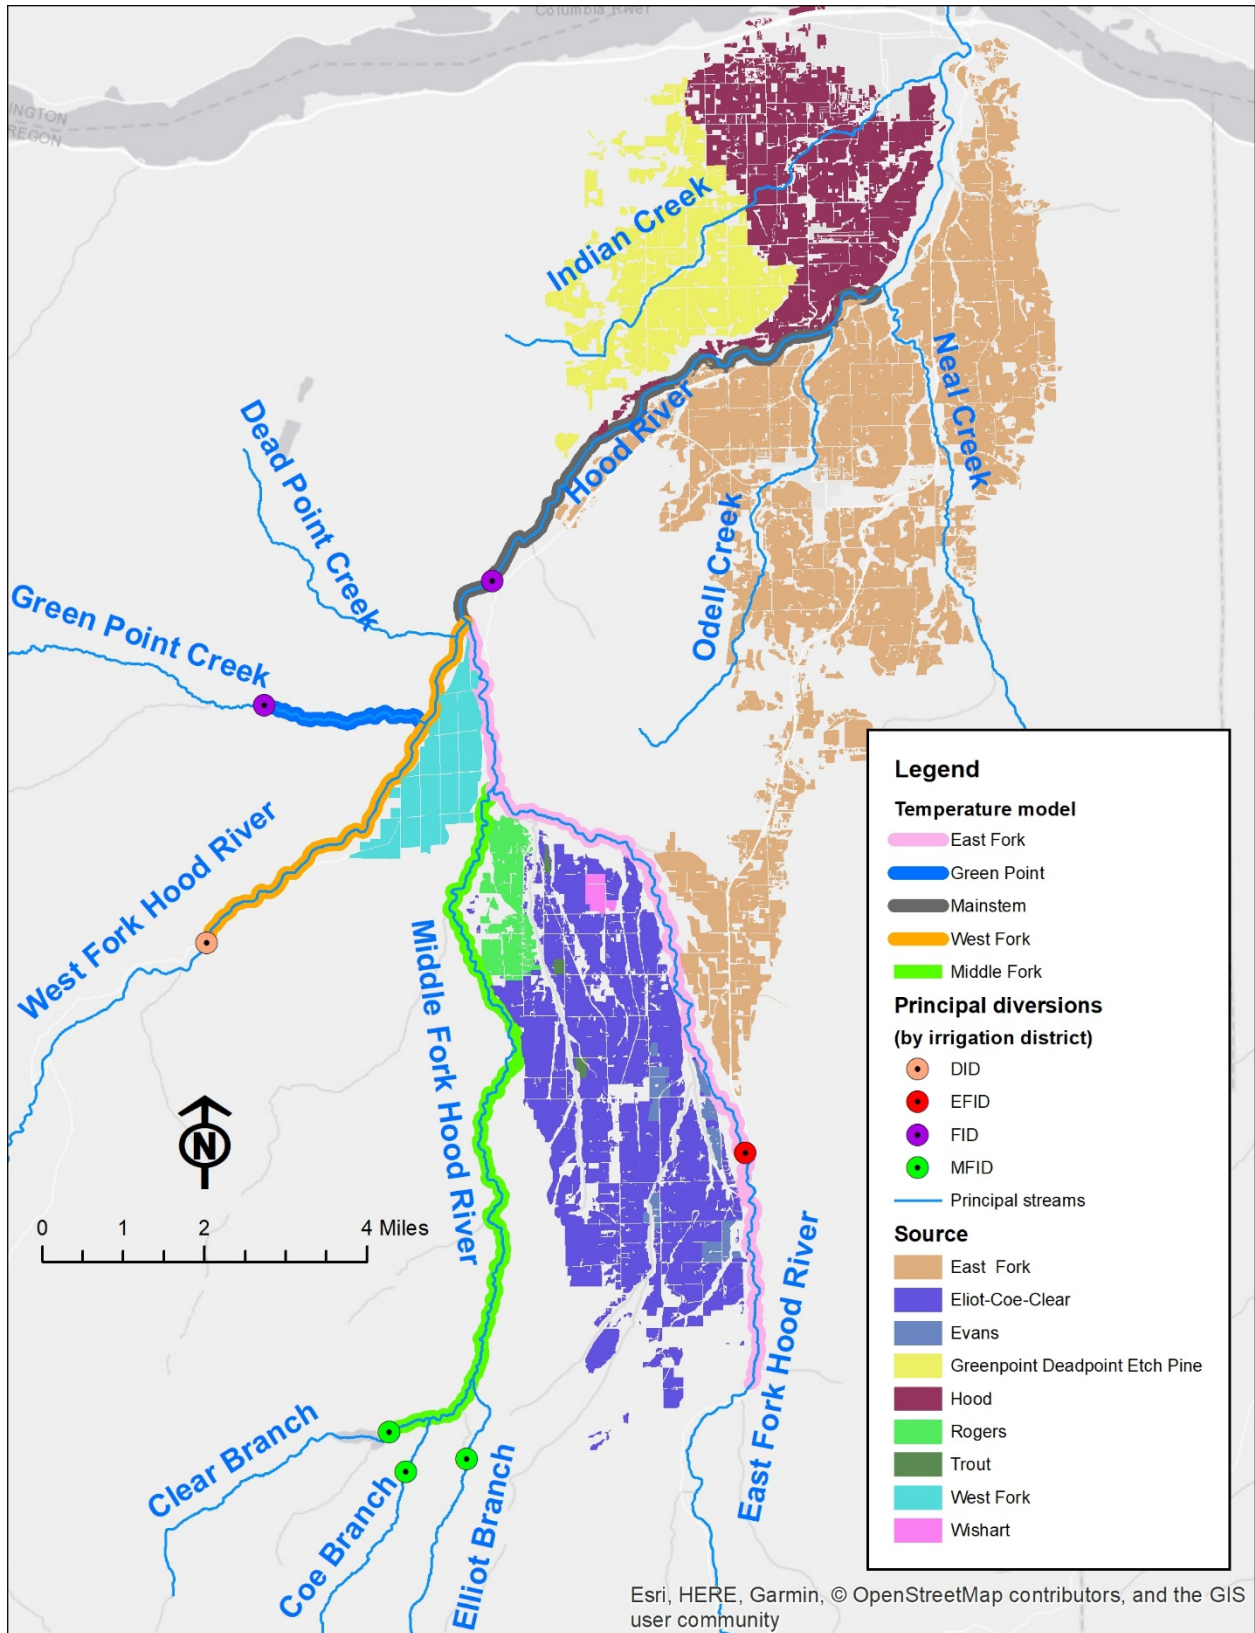 Columbia River
INGTON
REGON
Indian Creek
Neal Creek
Hood River
Dead Point Creek
Odell Creek
Green Point Creek
West Fork Hood River
Middle Fork Hood River
East Fork Hood River
Clear Branch
Coe Branch
Elliot Branch
N
0 1 2 4 Miles
Legend
Temperature model
East Fork
Green Point
Mainstem
West Fork
Middle Fork
Principal diversions
(by irrigation district)
DID
EFID
FID
MFID
Principal streams
Source
East Fork
Eliot-Coe-Clear
Evans
Greenpoint Deadpoint Etch Pine
Hood
Rogers
Trout
West Fork
Wishart
Esri, HERE, Garmin, © OpenStreetMap contributors, and the GIS
user community